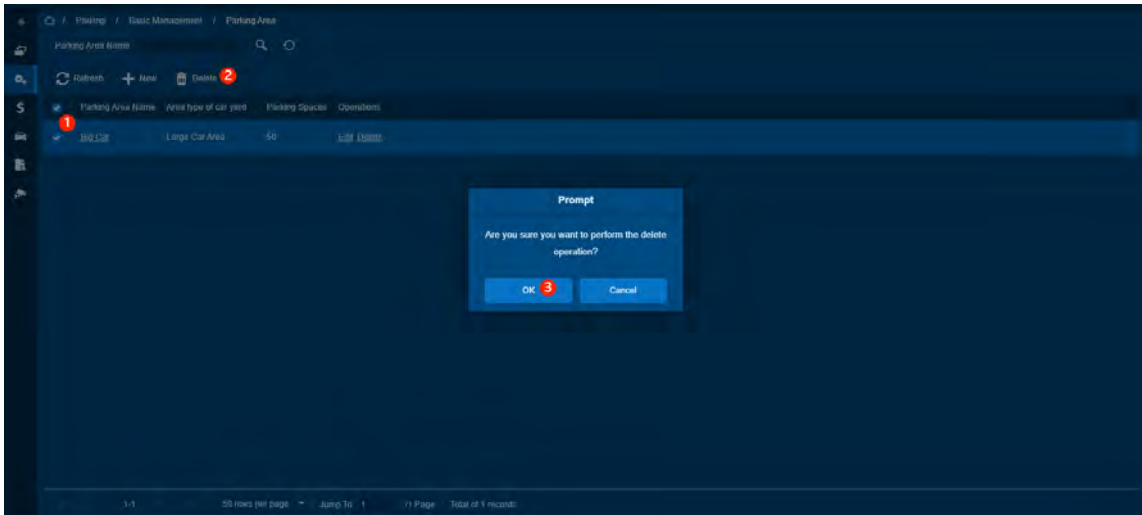 / Parking / Basic Management / Parking Area
Parking Area Name
Refresh New Delete 2
Parking Area Name Area type of car yard Parking Spaces Operations
1
Big Car Large Car Area 50 Edit Delete
Prompt
Are you sure you want to perform the delete
operation?
OK 3 Cancel
1-1 50 rows per page Jump To 1 /1 Page Total of 1 records